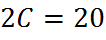 2𝐶 = 20